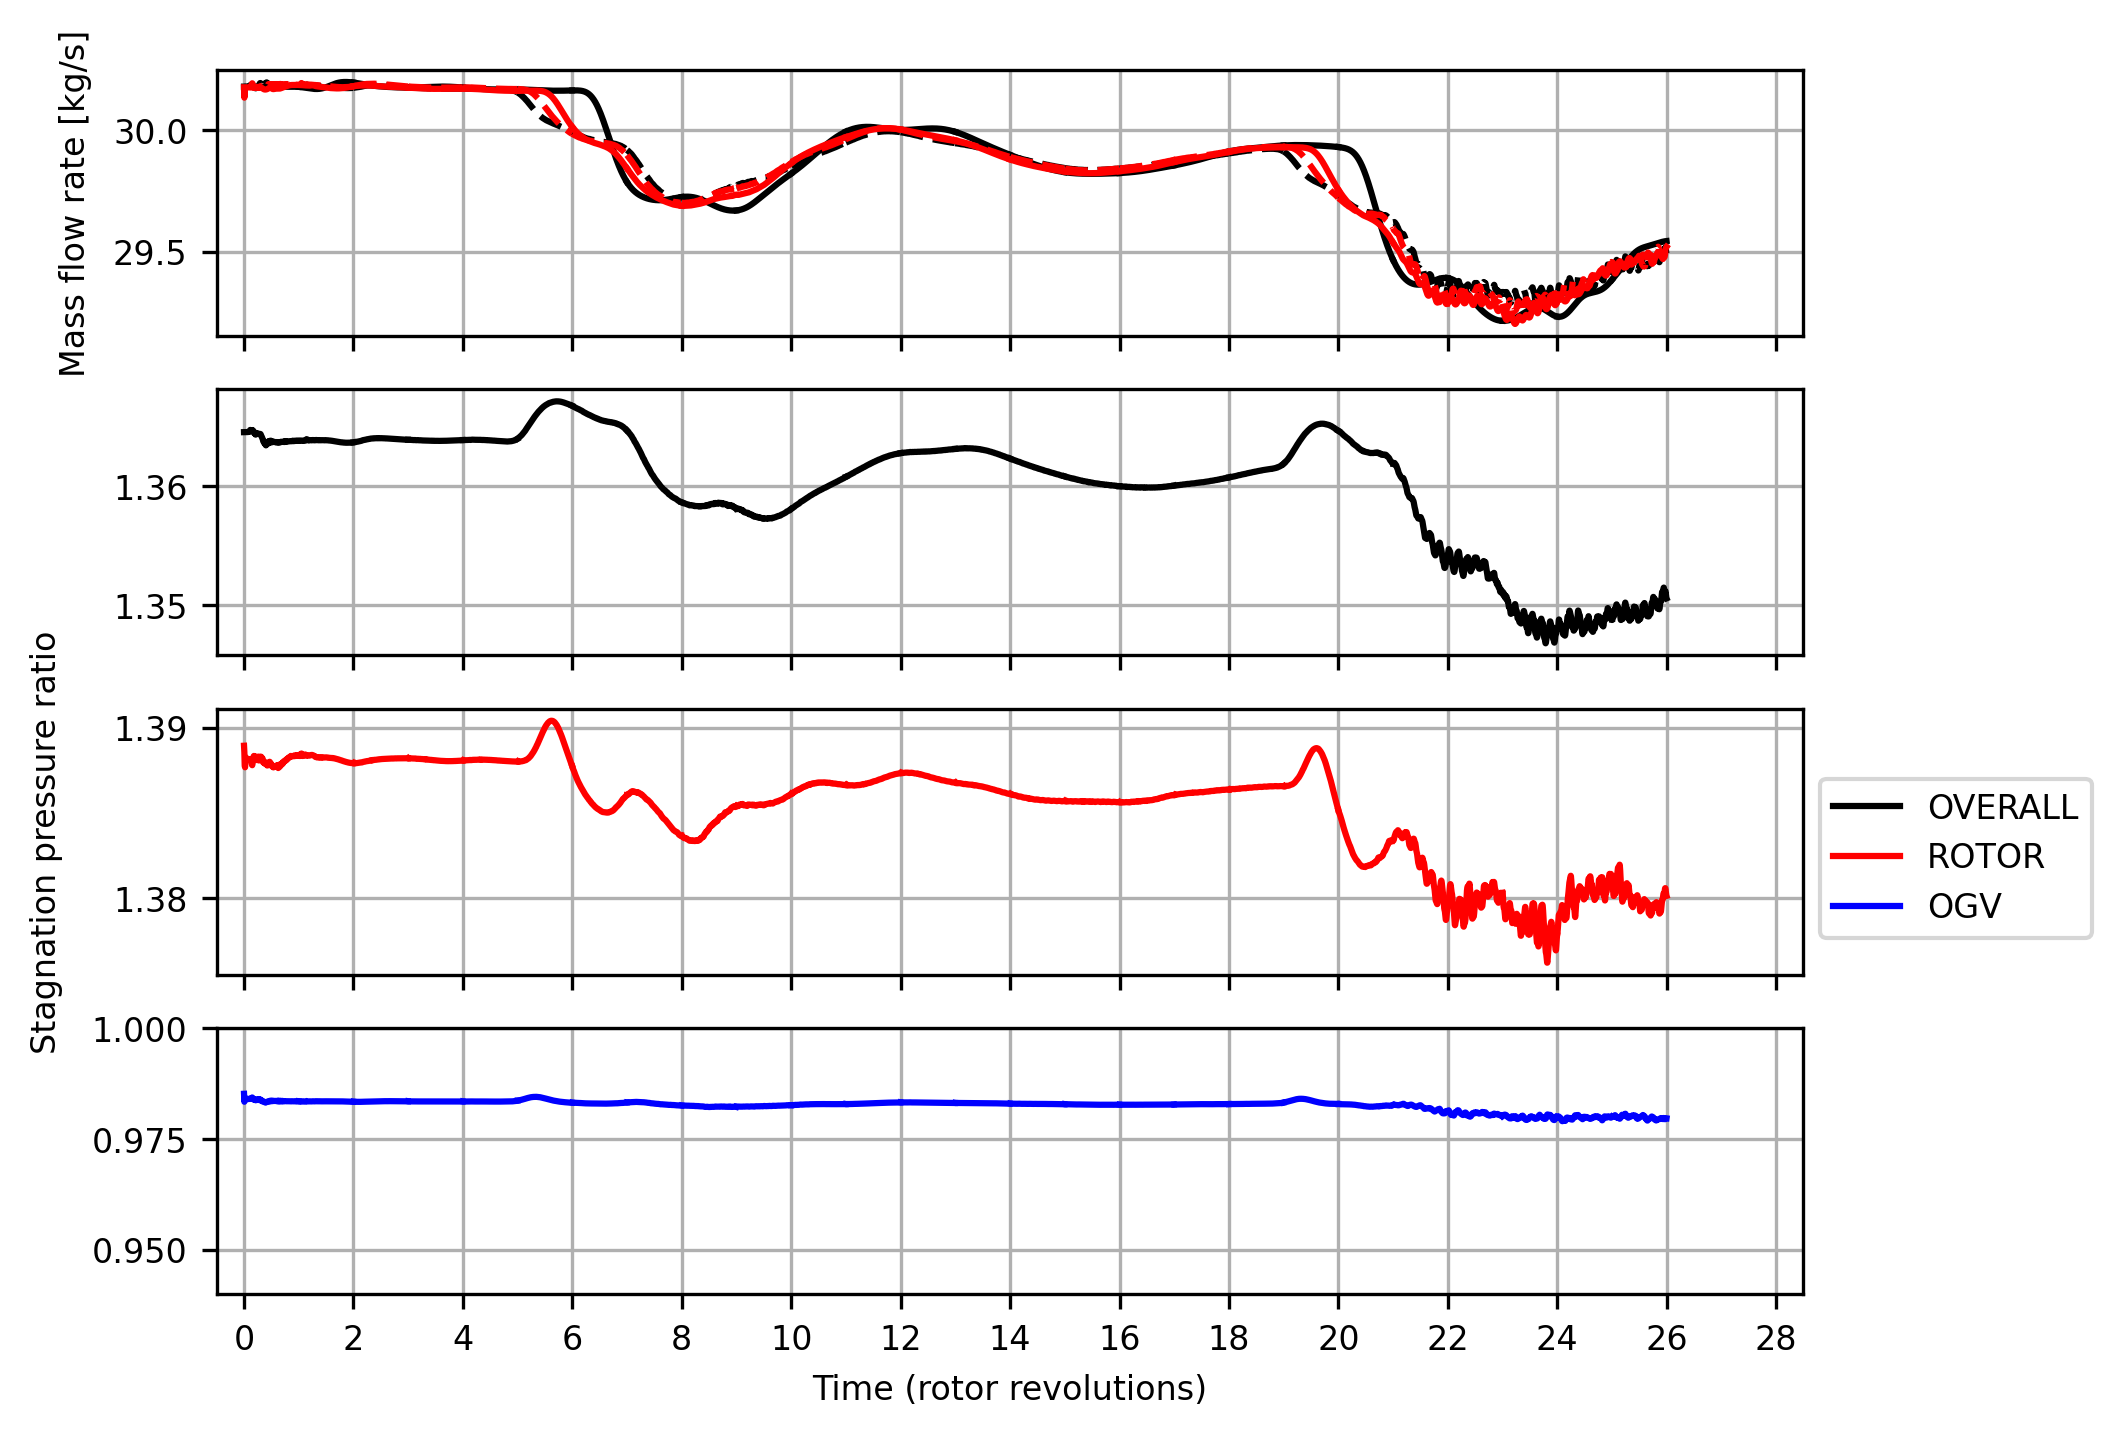 Mass flow rate [kg/s]
30.0
29.5
Stagnation pressure ratio
1.36
1.35
1.39
1.38
1.000
0.975
0.950
0 2 4 6 8 10 12 14 16 18 20 22 24 26 28
Time (rotor revolutions)
OVERALL
ROTOR
OGV